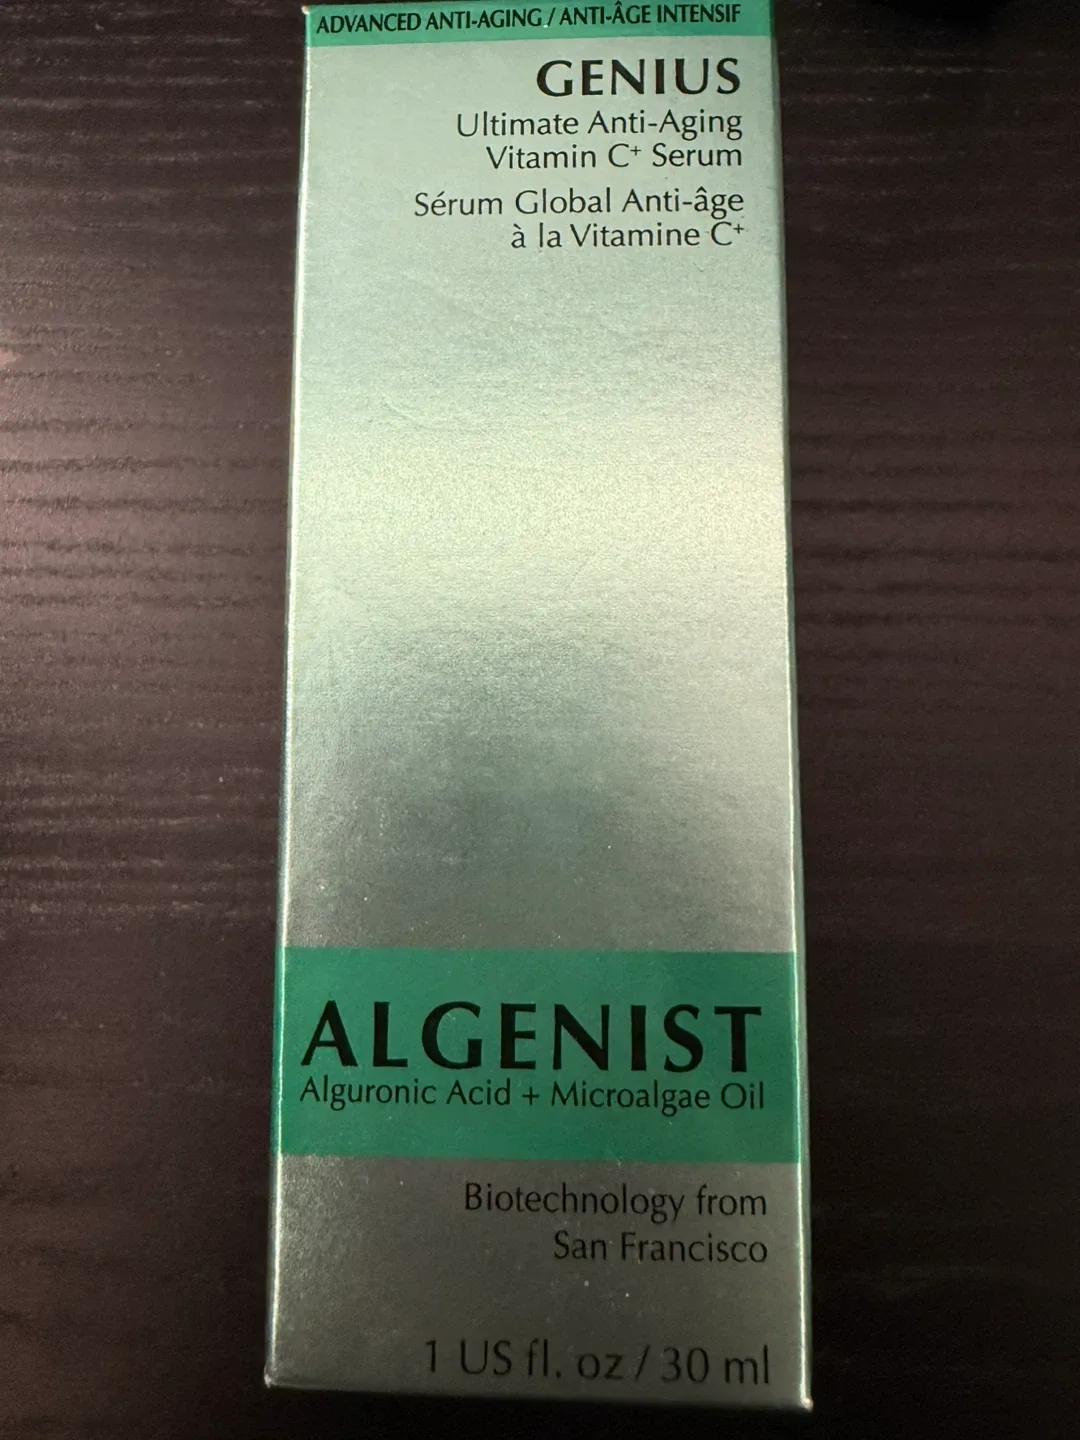 ADVANCED ANTI-AGING / ANTI-ÂGE INTENSIF
GENIUS
Ultimate Anti-Aging
Vitamin C⁺ Serum
Sérum Global Anti-âge
à la Vitamine C⁺
ALGENIST
Alguronic Acid + Microalgae Oil
Biotechnology from
San Francisco
1 US fl. oz / 30 ml